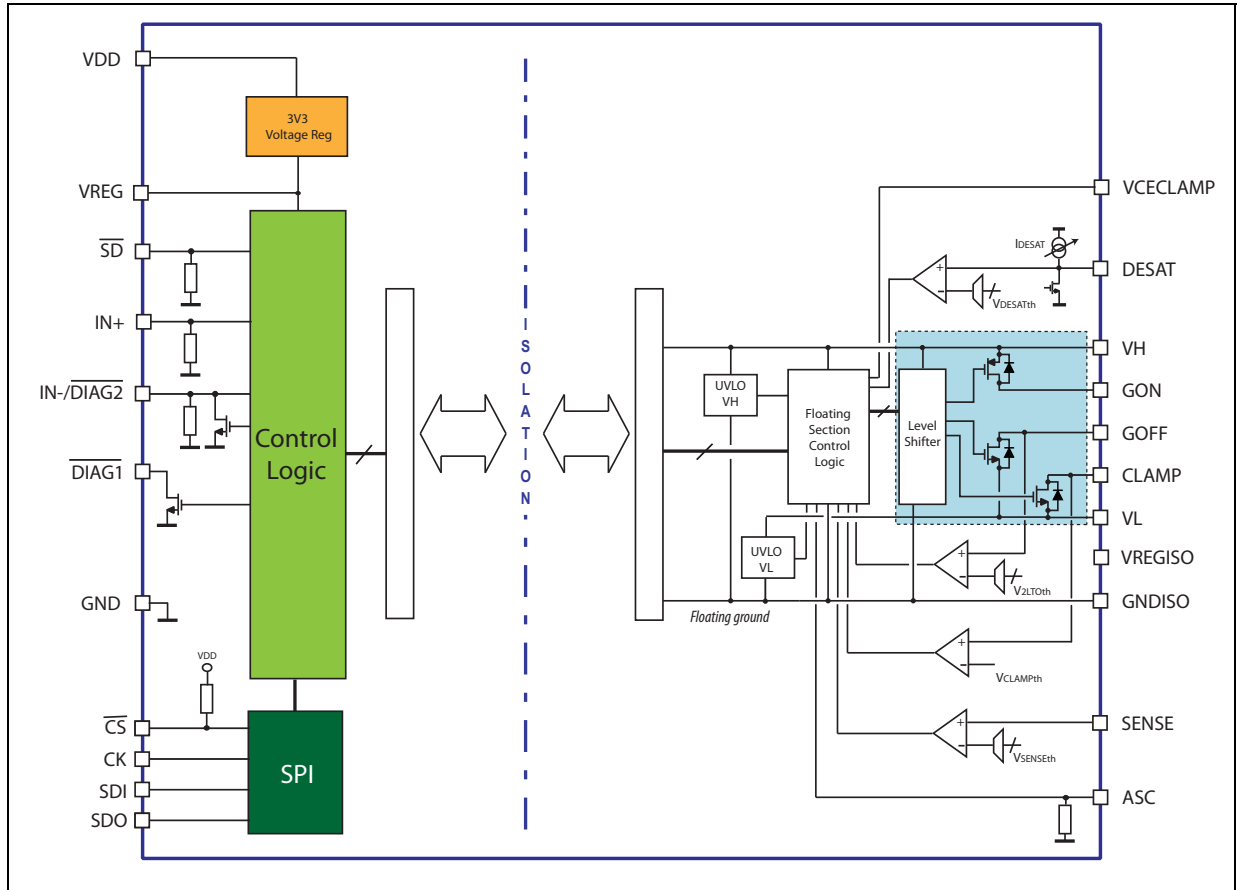 VDD
3V3
Voltage Reg
VREG
SD
IN+
IN-/DIAG2
DIAG1
GND
VDD
CS
CK
SDI
SDO
Control
Logic
SPI
ISOLATION
VCECLAMP
IDESAT
DESAT
VDESATth
VH
UVLO
VH
Floating
Section
Control
Logic
Level
Shifter
GON
GOFF
CLAMP
VL
UVLO
VL
VREGISO
V2LTOth
GNDISO
Floating ground
VCLAMPth
SENSE
VSENSEth
ASC
+
−
+
−
+
−
+
−